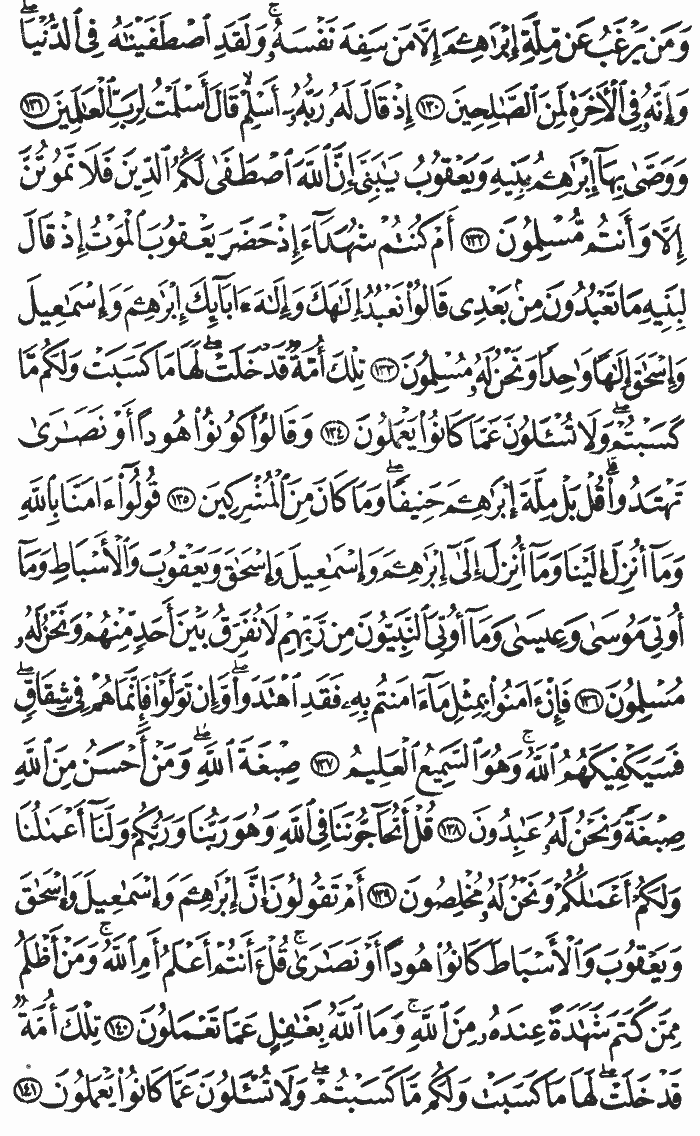 وَمَن يَرْغَبُ عَن مِّلَّةِ إِبْرَٰهِـۧمَ إِلَّا مَن سَفِهَ نَفْسَهُۥ ۚ وَلَقَدِ ٱصْطَفَيْنَٰهُ فِى ٱلدُّنْيَا ۖ
وَإِنَّهُۥ فِى ٱلْأَخِرَةِ لَمِنَ ٱلصَّٰلِحِينَ ١٣٠ إِذْ قَالَ لَهُۥ رَبُّهُۥٓ أَسْلِمْ ۖ قَالَ أَسْلَمْتُ لِرَبِّ ٱلْعَٰلَمِينَ ١٣١
وَوَصَّىٰ بِهَآ إِبْرَٰهِـۧمُ بَنِيهِ وَيَعْقُوبُ يَٰبَنِىَّ إِنَّ ٱللَّهَ ٱصْطَفَىٰ لَكُمُ ٱلدِّينَ فَلَا تَمُوتُنَّ
إِلَّا وَأَنتُم مُّسْلِمُونَ ١٣٢ أَمْ كُنتُمْ شُهَدَآءَ إِذْ حَضَرَ يَعْقُوبَ ٱلْمَوْتُ إِذْ قَالَ
لِبَنِيهِ مَا تَعْبُدُونَ مِنۢ بَعْدِى قَالُوا۟ نَعْبُدُ إِلَٰهَكَ وَإِلَٰهَ ءَابَآئِكَ إِبْرَٰهِـۧمَ وَإِسْمَٰعِيلَ
وَإِسْحَٰقَ إِلَٰهًا وَٰحِدًا وَنَحْنُ لَهُۥ مُسْلِمُونَ ١٣٣ تِلْكَ أُمَّةٌ قَدْ خَلَتْ ۖ لَهَا مَا كَسَبَتْ وَلَكُم مَّا
كَسَبْتُمْ ۖ وَلَا تُسْـَٔلُونَ عَمَّا كَانُوا۟ يَعْمَلُونَ ١٣٤ وَقَالُوا۟ كُونُوا۟ هُودًا أَوْ نَصَٰرَىٰ
تَهْتَدُوا۟ ۗ قُلْ بَلْ مِلَّةَ إِبْرَٰهِـۧمَ حَنِيفًا ۖ وَمَا كَانَ مِنَ ٱلْمُشْرِكِينَ ١٣٥ قُولُوٓا۟ ءَامَنَّا بِٱللَّهِ
وَمَآ أُنزِلَ إِلَيْنَا وَمَآ أُنزِلَ إِلَىٰٓ إِبْرَٰهِـۧمَ وَإِسْمَٰعِيلَ وَإِسْحَٰقَ وَيَعْقُوبَ وَٱلْأَسْبَاطِ وَمَآ
أُوتِىَ مُوسَىٰ وَعِيسَىٰ وَمَآ أُوتِىَ ٱلنَّبِيُّونَ مِن رَّبِّهِمْ لَا نُفَرِّقُ بَيْنَ أَحَدٍ مِّنْهُمْ وَنَحْنُ لَهُۥ
مُسْلِمُونَ ١٣٦ فَإِنْ ءَامَنُوا۟ بِمِثْلِ مَآ ءَامَنتُم بِهِۦ فَقَدِ ٱهْتَدَوا۟ ۖ وَّإِن تَوَلَّوْا۟ فَإِنَّمَا هُمْ فِى شِقَاقٍ ۖ
فَسَيَكْفِيكَهُمُ ٱللَّهُ ۚ وَهُوَ ٱلسَّمِيعُ ٱلْعَلِيمُ ١٣٧ صِبْغَةَ ٱللَّهِ ۖ وَمَنْ أَحْسَنُ مِنَ ٱللَّهِ
صِبْغَةً ۖ وَنَحْنُ لَهُۥ عَٰبِدُونَ ١٣٨ قُلْ أَتُحَآجُّونَنَا فِى ٱللَّهِ وَهُوَ رَبُّنَا وَرَبُّكُمْ وَلَنَآ أَعْمَٰلُنَا
وَلَكُمْ أَعْمَٰلُكُمْ وَنَحْنُ لَهُۥ مُخْلِصُونَ ١٣٩ أَمْ تَقُولُونَ إِنَّ إِبْرَٰهِـۧمَ وَإِسْمَٰعِيلَ وَإِسْحَٰقَ
وَيَعْقُوبَ وَٱلْأَسْبَاطَ كَانُوا۟ هُودًا أَوْ نَصَٰرَىٰ ۗ قُلْ ءَأَنتُمْ أَعْلَمُ أَمِ ٱللَّهُ ۗ وَمَنْ أَظْلَمُ
مِمَّن كَتَمَ شَهَٰدَةً عِندَهُۥ مِنَ ٱللَّهِ ۗ وَمَا ٱللَّهُ بِغَٰفِلٍ عَمَّا تَعْمَلُونَ ١٤٠ تِلْكَ أُمَّةٌ
قَدْ خَلَتْ ۖ لَهَا مَا كَسَبَتْ وَلَكُم مَّا كَسَبْتُمْ ۖ وَلَا تُسْـَٔلُونَ عَمَّا كَانُوا۟ يَعْمَلُونَ ١٤١